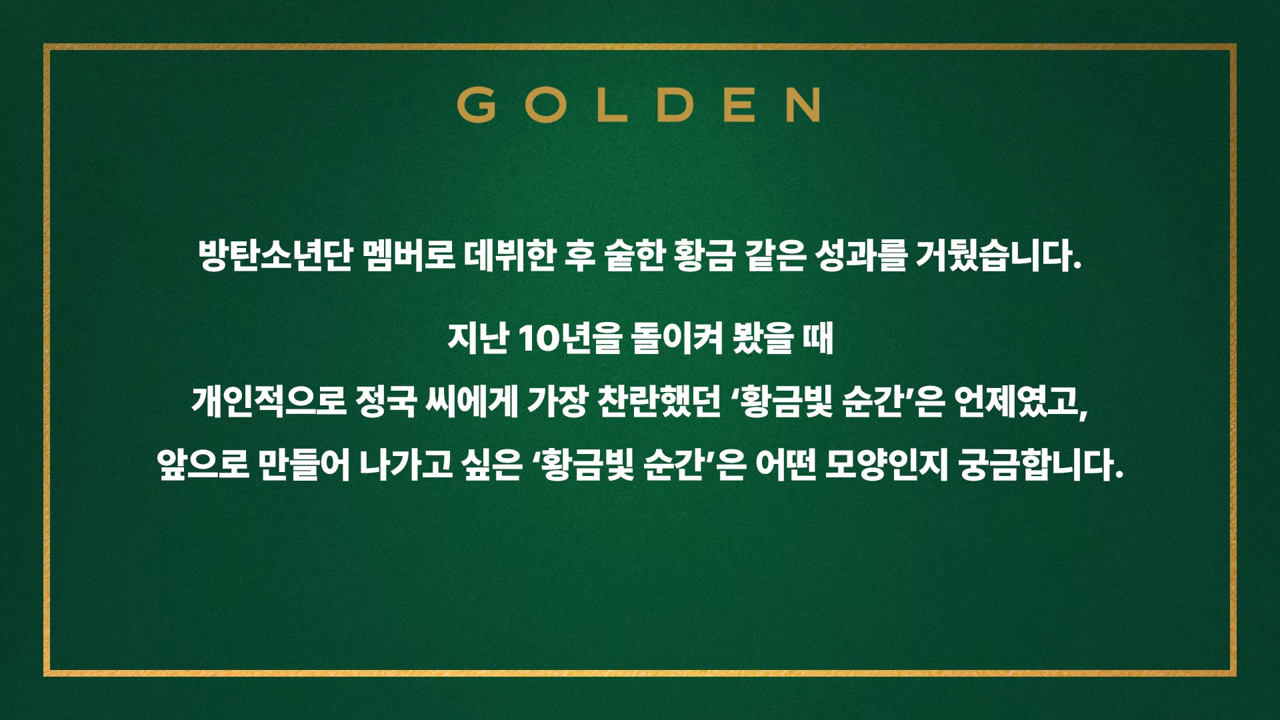 GOLDEN
방탄소년단 멤버로 데뷔한 후 숱한 황금 같은 성과를 거뒀습니다.
지난 10년을 돌이켜 봤을 때
개인적으로 정국 씨에게 가장 찬란했던 ‘황금빛 순간’은 언제였고,
앞으로 만들어 나가고 싶은 ‘황금빛 순간’은 어떤 모양인지 궁금합니다.